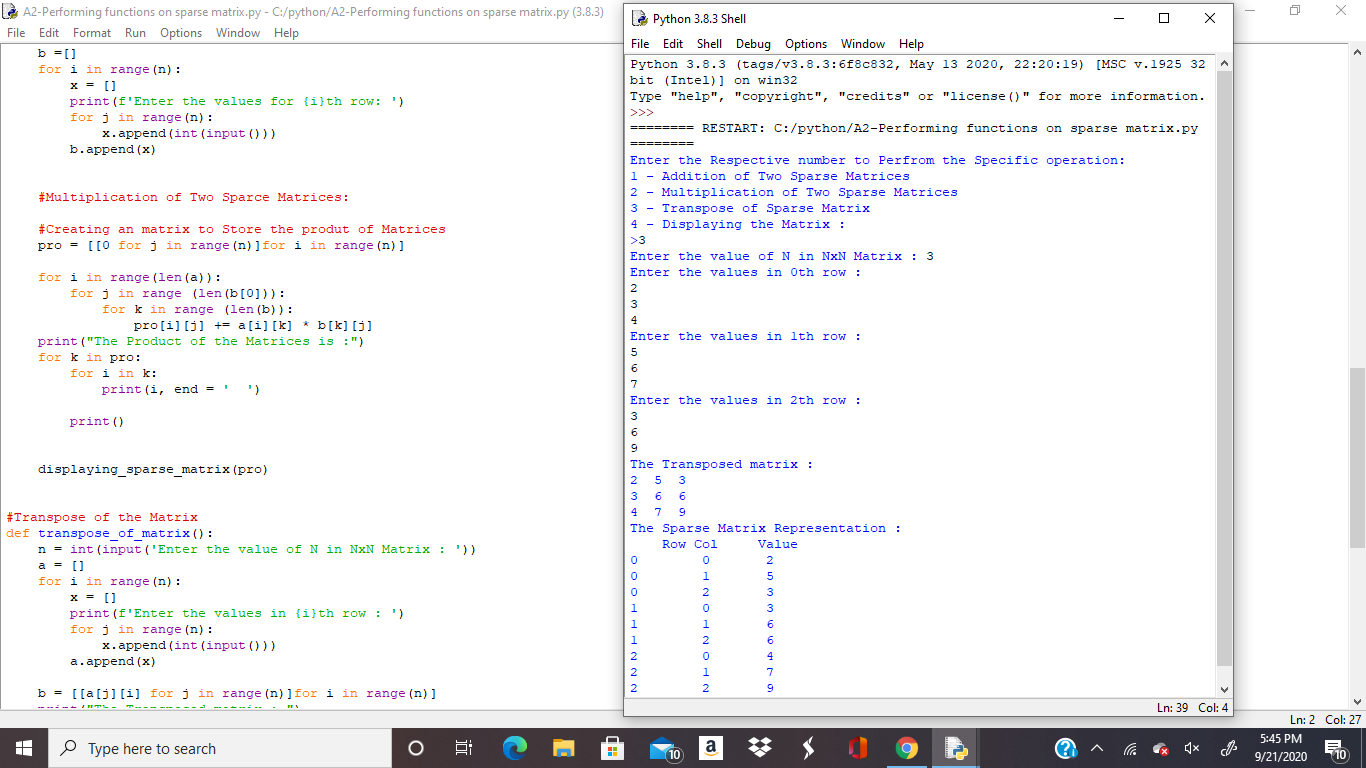 A2-Performing functions on sparse matrix.py - C:/python/A2-Performing functions on sparse matrix.py (3.8.3)
File Edit Format Run Options Window Help
b =[]
for i in range(n):
x = []
print(f'Enter the values for {i}th row: ')
for j in range(n):
x.append(int(input()))
b.append(x)
#Multiplication of Two Sparce Matrices:
#Creating an matrix to Store the produt of Matrices
pro = [[0 for j in range(n)]for i in range(n)]
for i in range(len(a)):
for j in range (len(b[0])):
for k in range (len(b)):
pro[i][j] += a[i][k] * b[k][j]
print("The Product of the Matrices is :")
for k in pro:
for i in k:
print(i, end = '  ')
print()
displaying_sparse_matrix(pro)
#Transpose of the Matrix
def transpose_of_matrix():
n = int(input('Enter the value of N in NxN Matrix : '))
a = []
for i in range(n):
x = []
print(f'Enter the values in {i}th row : ')
for j in range(n):
x.append(int(input()))
a.append(x)
b = [[a[j][i] for j in range(n)]for i in range(n)]
print("The Transposed matrix : ")
Ln: 2 Col: 27
Python 3.8.3 Shell
File Edit Shell Debug Options Window Help
Python 3.8.3 (tags/v3.8.3:6f8c832, May 13 2020, 22:20:19) [MSC v.1925 32
bit (Intel)] on win32
Type "help", "copyright", "credits" or "license()" for more information.
>>>
======== RESTART: C:/python/A2-Performing functions on sparse matrix.py
========
Enter the Respective number to Perfrom the Specific operation:
1 - Addition of Two Sparse Matrices
2 - Multiplication of Two Sparse Matrices
3 - Transpose of Sparse Matrix
4 - Displaying the Matrix :
>3
Enter the value of N in NxN Matrix : 3
Enter the values in 0th row :
2
3
4
Enter the values in 1th row :
5
6
7
Enter the values in 2th row :
3
6
9
The Transposed matrix :
2 5 3
3 6 6
4 7 9
The Sparse Matrix Representation :
Row Col Value
0 0 2
0 1 5
0 2 3
1 0 3
1 1 6
1 2 6
2 0 4
2 1 7
2 2 9
Ln: 39 Col: 4
Type here to search
10
a
5:45 PM
9/21/2020
10